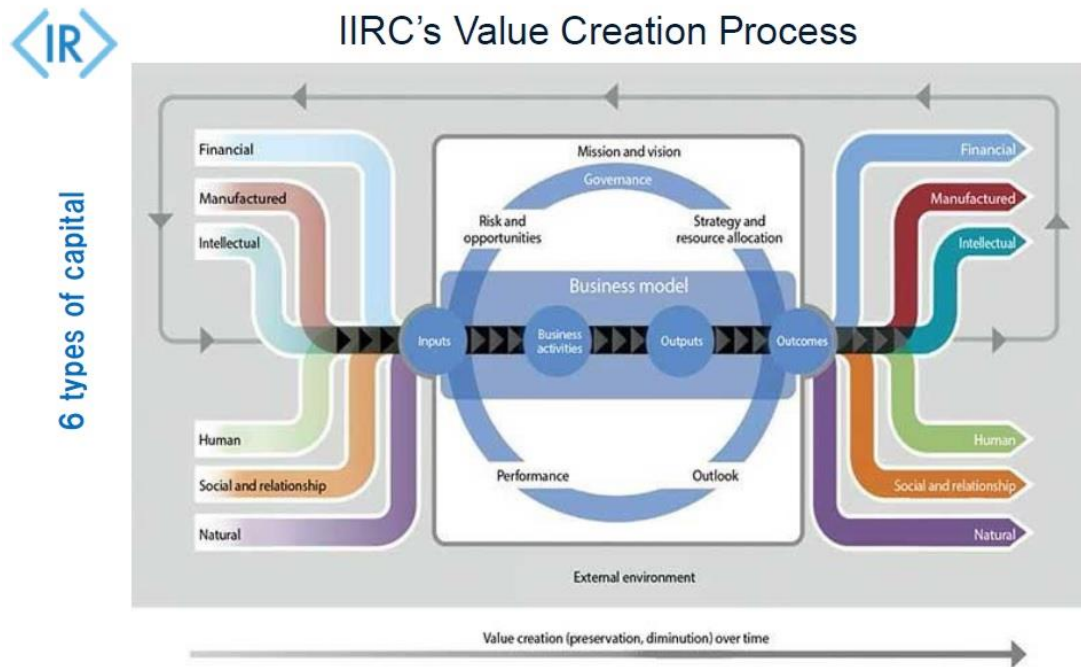 <IR>
IIRC's Value Creation Process
6 types of capital
Financial
Manufactured
Intellectual
Human
Social and relationship
Natural
Mission and vision
Governance
Risk and
opportunities
Strategy and
resource allocation
Business model
Inputs
Business
activities
Outputs
Outcomes
Performance
Outlook
Financial
Manufactured
Intellectual
Human
Social and relationship
Natural
External environment
Value creation (preservation, diminution) over time